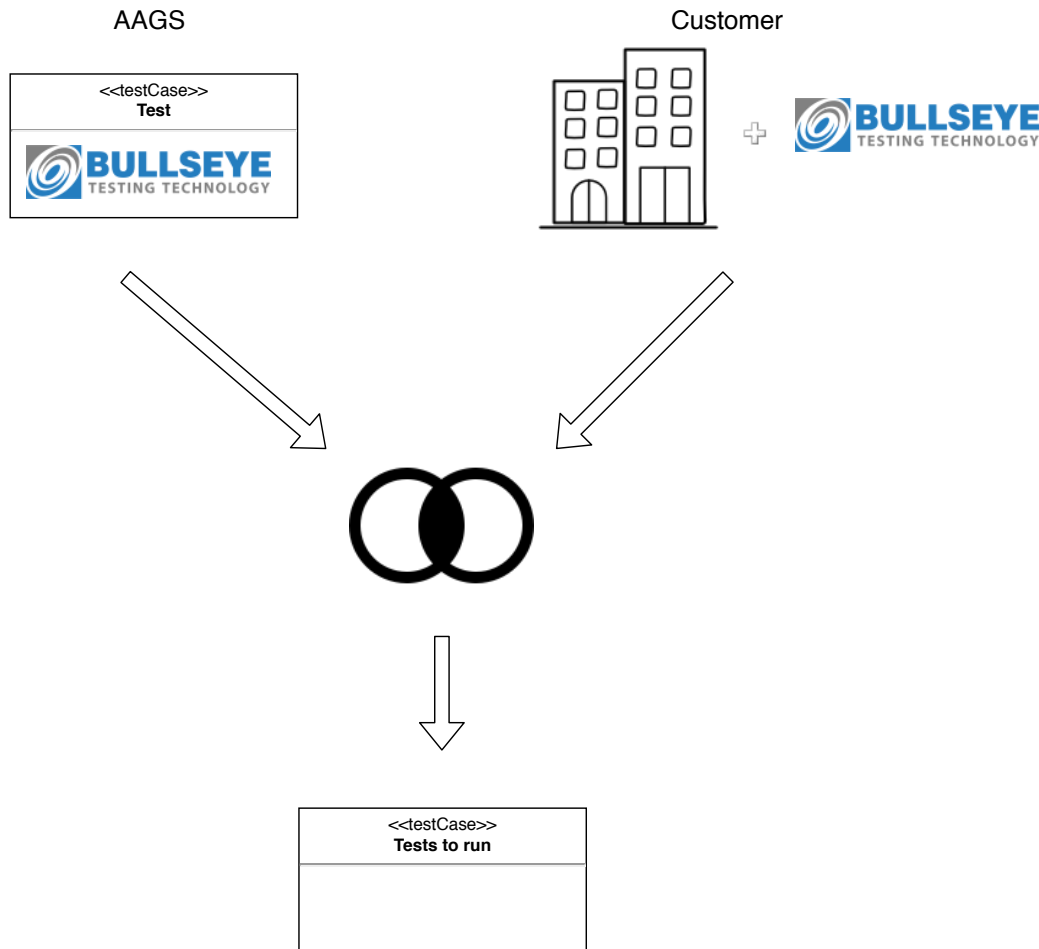 AAGS
Customer
<<testCase>>
Test
BULLSEYE
TESTING TECHNOLOGY
BULLSEYE
TESTING TECHNOLOGY
<<testCase>>
Tests to run